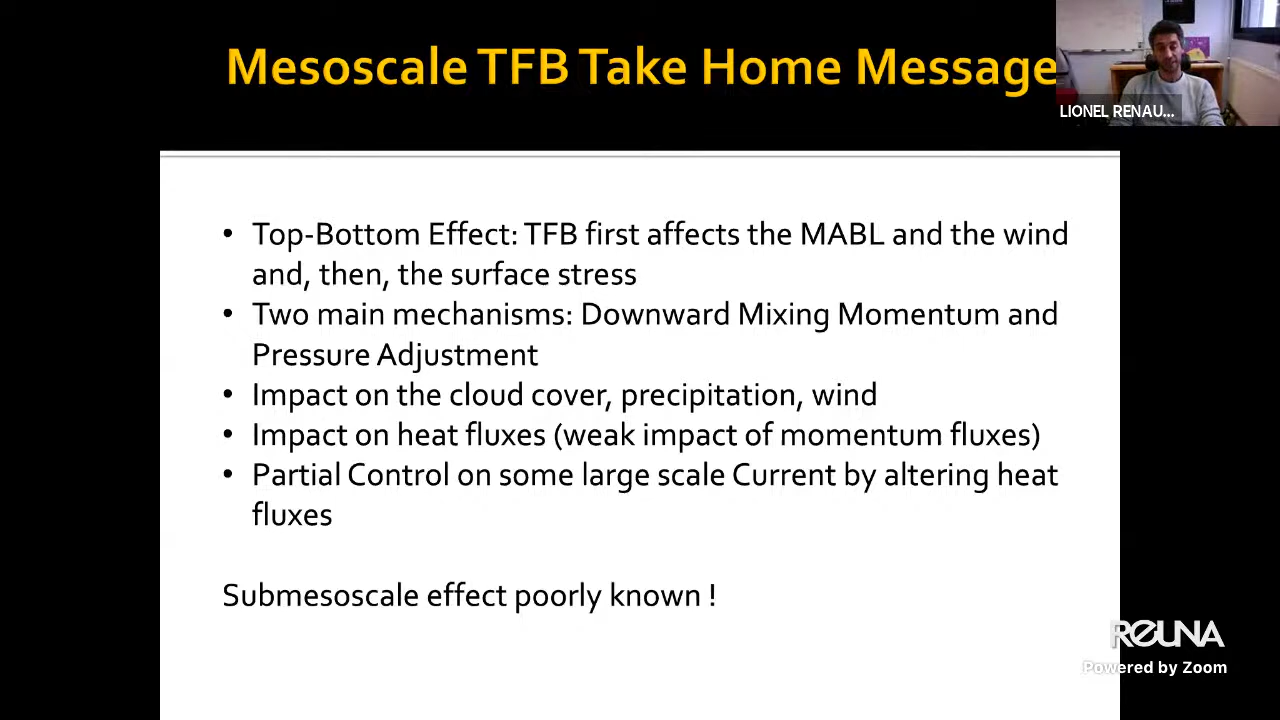 Mesoscale TFB Take Home Message
LIONEL RENAU...
• Top-Bottom Effect: TFB first affects the MABL and the wind
and, then, the surface stress
• Two main mechanisms: Downward Mixing Momentum and
Pressure Adjustment
• Impact on the cloud cover, precipitation, wind
• Impact on heat fluxes (weak impact of momentum fluxes)
• Partial Control on some large scale Current by altering heat
fluxes
Submesoscale effect poorly known !
REUNA
Powered by Zoom